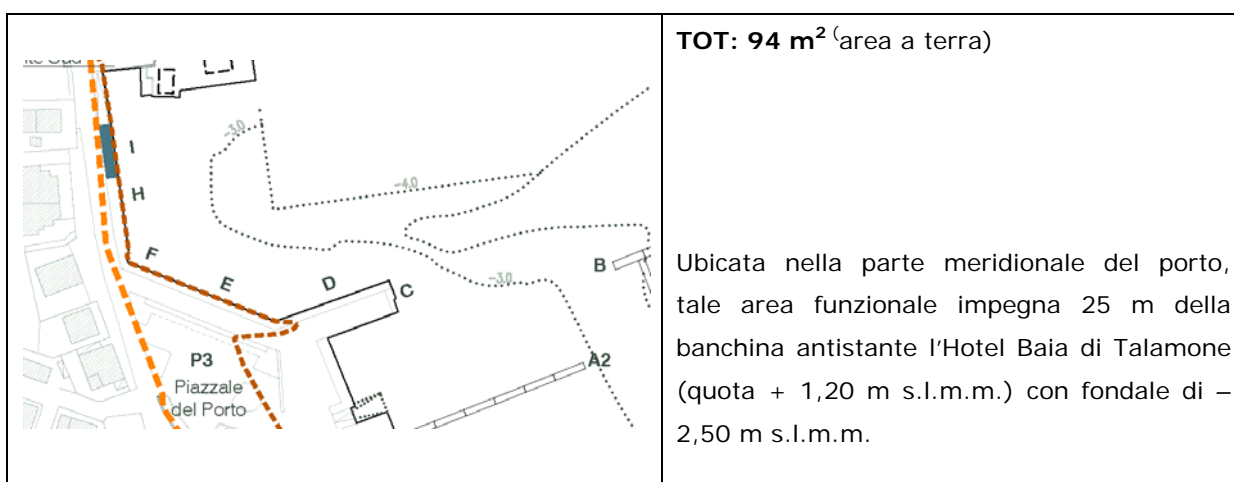 -3.0
-4.0
I
H
F
E
D
C
B
-3.0
P3
Piazzale
del Porto
A2
TOT: 94 m² (area a terra)
Ubicata nella parte meridionale del porto,
tale area funzionale impegna 25 m della
banchina antistante l'Hotel Baia di Talamone
(quota + 1,20 m s.l.m.m.) con fondale di –
2,50 m s.l.m.m.